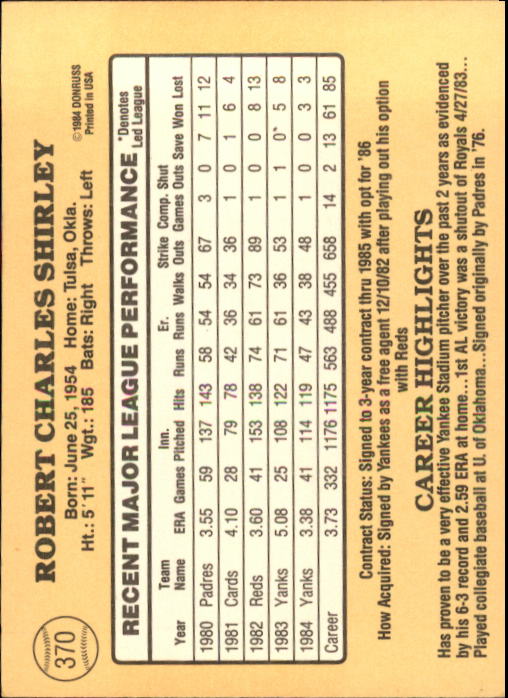 370
ROBERT CHARLES SHIRLEY
Born: June 25, 1954 Home: Tulsa, Okla.
Ht.: 5'11" Wgt.: 185 Bats: Right Throws: Left
©1984 DONRUSS
Printed in USA
RECENT MAJOR LEAGUE PERFORMANCE
*Denotes
Led League
Team Inn. Er. Strike Comp. Shut
Year Name ERA Games Pitched Hits Runs Runs Walks Outs Games Outs Save Won Lost
1980 Padres 3.55 59 137 143 58 54 54 67 3 0 7 11 12
1981 Cards 4.10 28 79 78 42 36 34 36 1 0 1 6 4
1982 Reds 3.60 41 153 138 74 61 73 89 1 0 0 8 13
1983 Yanks 5.08 25 108 122 71 61 36 53 1 1 0 5 8
1984 Yanks 3.38 41 114 119 47 43 38 48 1 0 0 3 3
Career 3.73 332 1176 1175 563 488 455 658 14 2 13 61 85
Contract Status: Signed to 3-year contract thru 1985 with opt for '86
How Acquired: Signed by Yankees as a free agent 12/10/82 after playing out his option
with Reds
CAREER HIGHLIGHTS
Has proven to be a very effective Yankee Stadium pitcher over the past 2 years as evidenced
by his 6-3 record and 2.59 ERA at home...1st AL victory was a shutout of Royals 4/27/83...
Played collegiate baseball at U. of Oklahoma...Signed originally by Padres in '76.